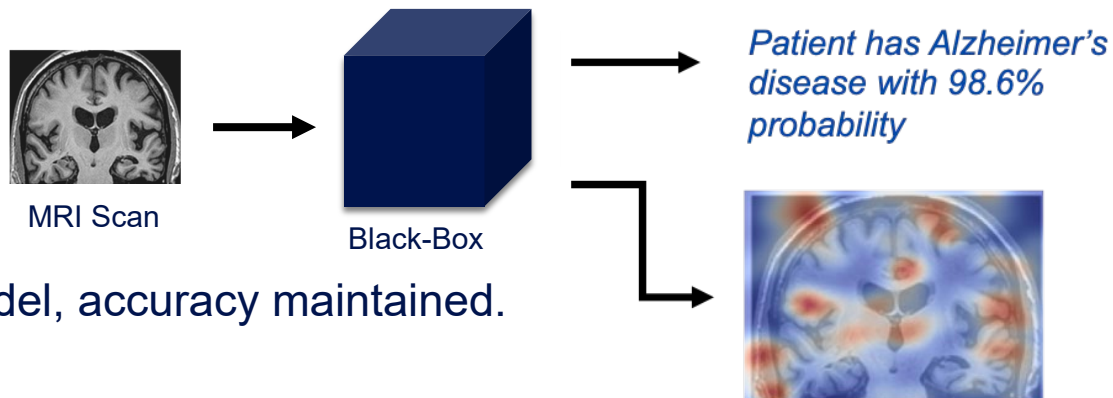 Patient has Alzheimer's
disease with 98.6%
probability
MRI Scan
Black-Box
del, accuracy maintained.